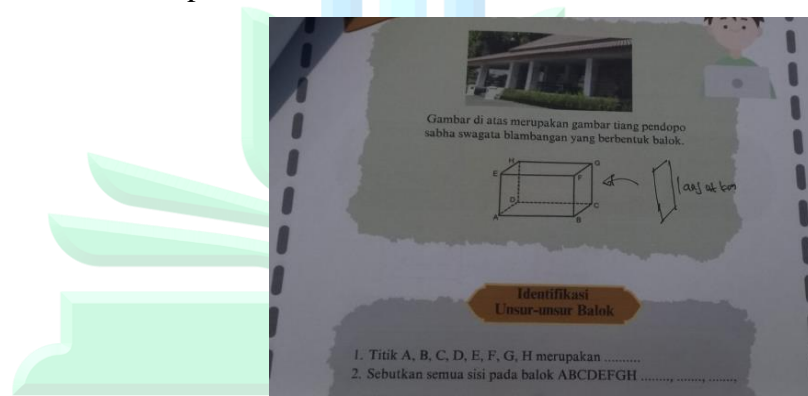 Gambar di atas merupakan gambar tiang pendopo
sabha swagata blambangan yang berbentuk balok.
H
G
E
F
D
C
A
B
Identifikasi
Unsur-unsur Balok
1. Titik A, B, C, D, E, F, G, H merupakan ..........
2. Sebutkan semua sisi pada balok ABCDEFGH ........, ......., .......,